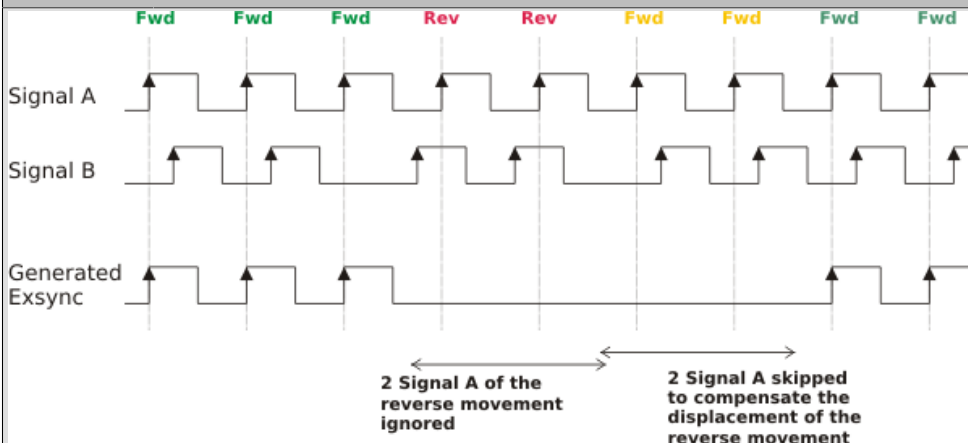 Fwd Fwd Fwd Rev Rev Fwd Fwd Fwd Fwd
Signal A
Signal B
Generated
Exsync
2 Signal A of the
reverse movement
ignored
2 Signal A skipped
to compensate the
displacement of the
reverse movement